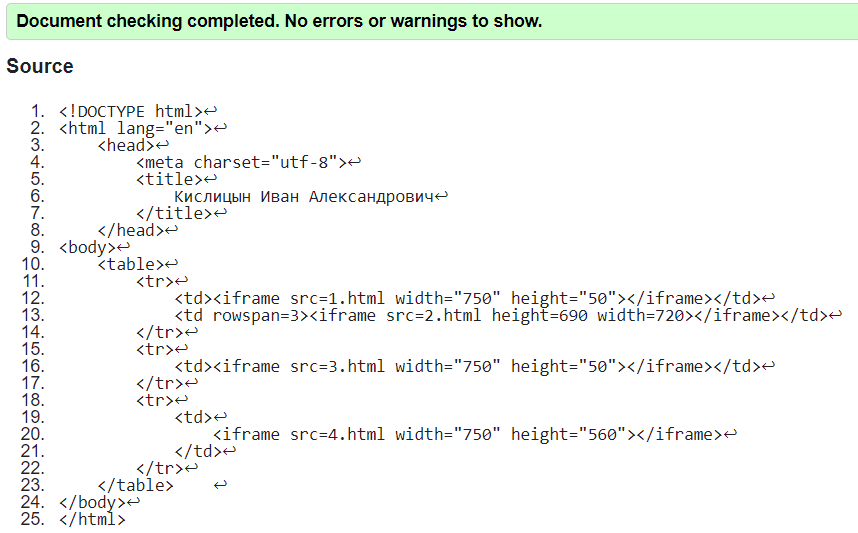 Document checking completed. No errors or warnings to show.
Source
1. <!DOCTYPE html>↩
2. <html lang="en">↩
3.     <head>↩
4.         <meta charset="utf-8">↩
5.         <title>↩
6.             Кислицын Иван Александрович↩
7.         </title>↩
8.     </head>↩
9. <body>↩
10.     <table>↩
11.         <tr>↩
12.             <td><iframe src=1.html width="750" height="50"></iframe></td>↩
13.             <td rowspan=3><iframe src=2.html height=690 width=720></iframe></td>↩
14.         </tr>↩
15.         <tr>↩
16.             <td><iframe src=3.html width="750" height="50"></iframe></td>↩
17.         </tr>↩
18.         <tr>↩
19.             <td>↩
20.                 <iframe src=4.html width="750" height="560"></iframe>↩
21.             </td>↩
22.         </tr>↩
23.     </table>    ↩
24. </body>↩
25. </html>